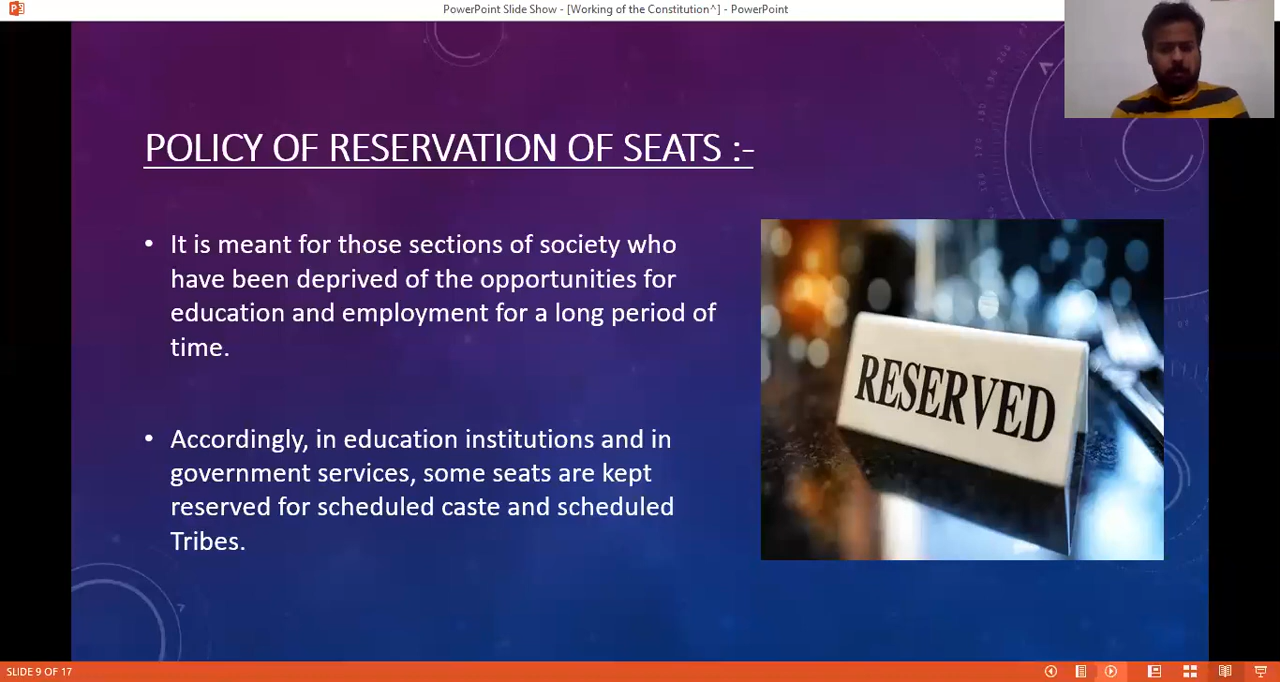 PowerPoint Slide Show - [Working of the Constitution^] - PowerPoint
POLICY OF RESERVATION OF SEATS :-
• It is meant for those sections of society who
have been deprived of the opportunities for
education and employment for a long period of
time.
• Accordingly, in education institutions and in
government services, some seats are kept
reserved for scheduled caste and scheduled
Tribes.
RESERVED
SLIDE 9 OF 17